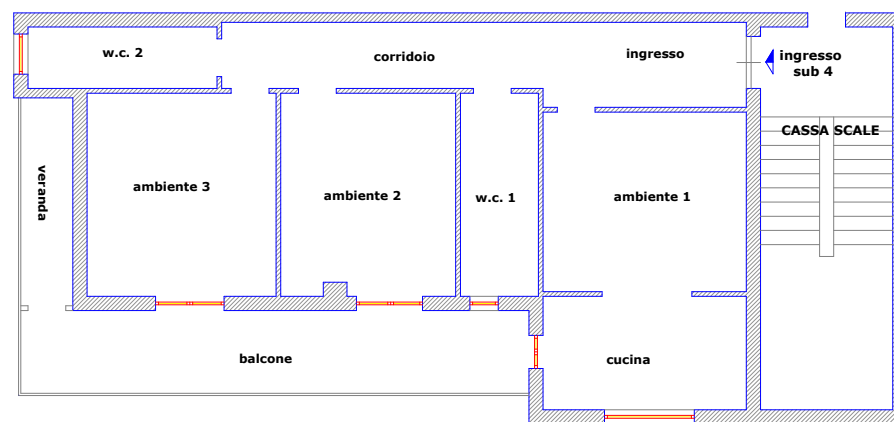 w.c. 2
corridoio
ingresso
ingresso
sub 4
CASSA SCALE
veranda
ambiente 3
ambiente 2
w.c. 1
ambiente 1
balcone
cucina